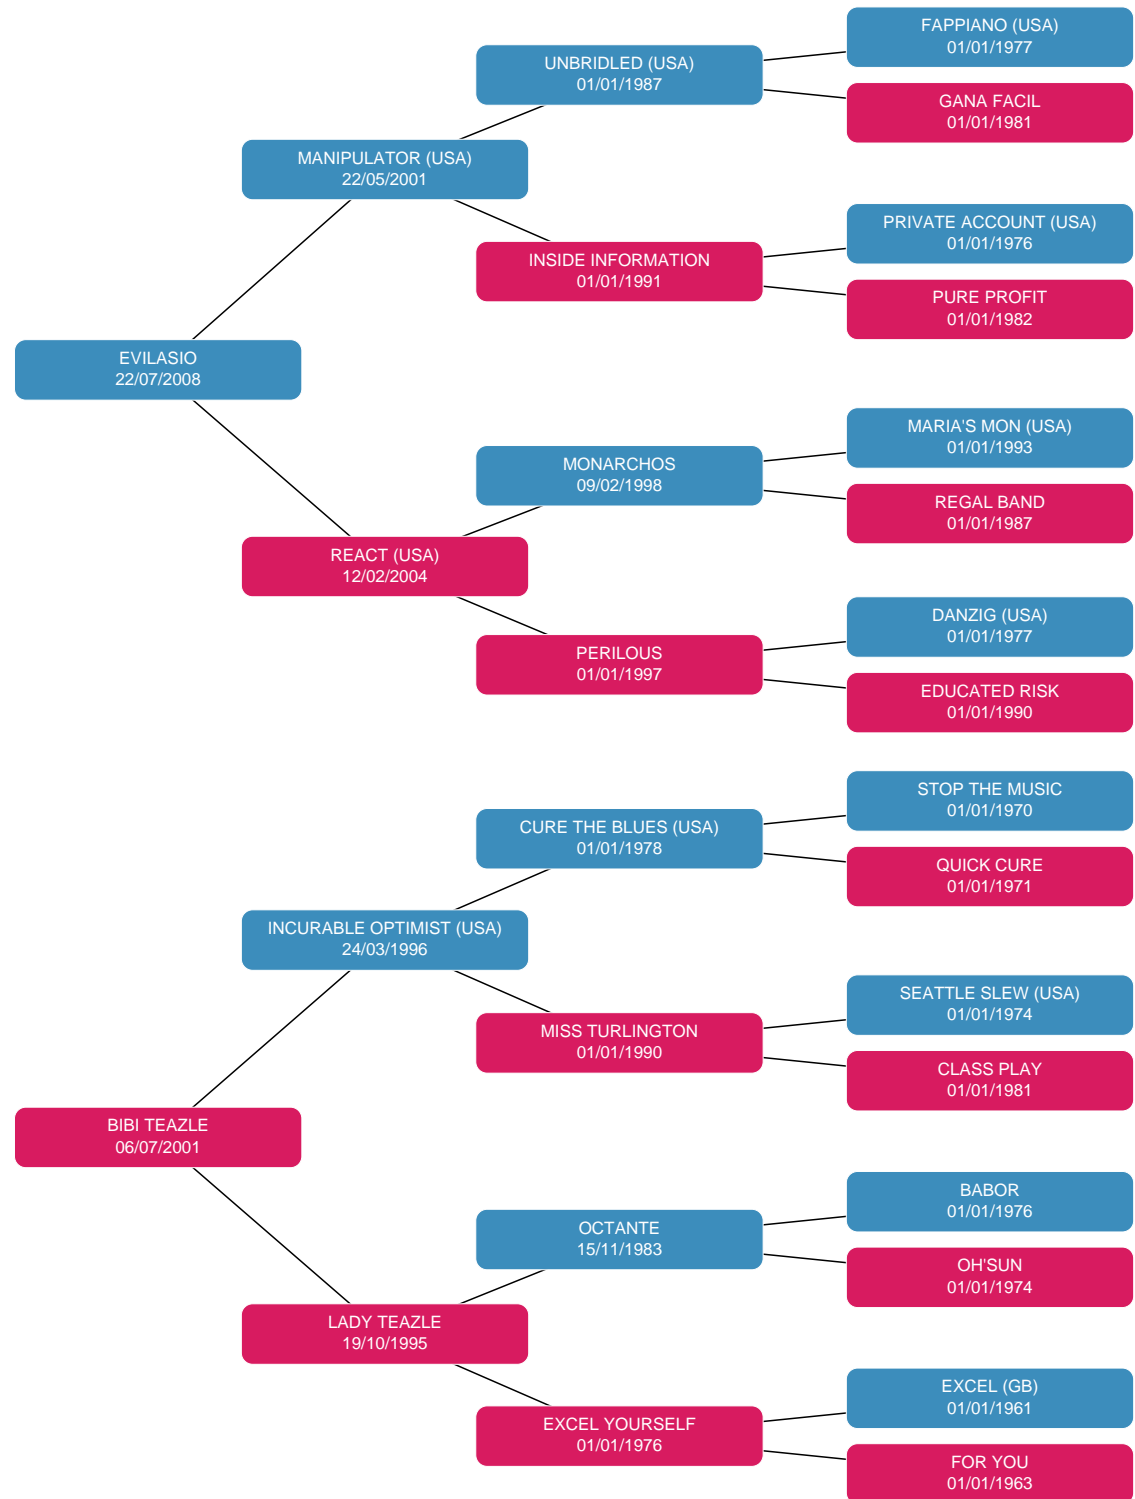 FAPPIANO (USA)
01/01/1977
UNBRIDLED (USA)
01/01/1987
GANA FACIL
01/01/1981
MANIPULATOR (USA)
22/05/2001
PRIVATE ACCOUNT (USA)
01/01/1976
INSIDE INFORMATION
01/01/1991
PURE PROFIT
01/01/1982
EVILASIO
22/07/2008
MARIA'S MON (USA)
01/01/1993
MONARCHOS
09/02/1998
REGAL BAND
01/01/1987
REACT (USA)
12/02/2004
DANZIG (USA)
01/01/1977
PERILOUS
01/01/1997
EDUCATED RISK
01/01/1990
STOP THE MUSIC
01/01/1970
CURE THE BLUES (USA)
01/01/1978
QUICK CURE
01/01/1971
INCURABLE OPTIMIST (USA)
24/03/1996
SEATTLE SLEW (USA)
01/01/1974
MISS TURLINGTON
01/01/1990
CLASS PLAY
01/01/1981
BIBI TEAZLE
06/07/2001
BABOR
01/01/1976
OCTANTE
15/11/1983
OH'SUN
01/01/1974
LADY TEAZLE
19/10/1995
EXCEL (GB)
01/01/1961
EXCEL YOURSELF
01/01/1976
FOR YOU
01/01/1963